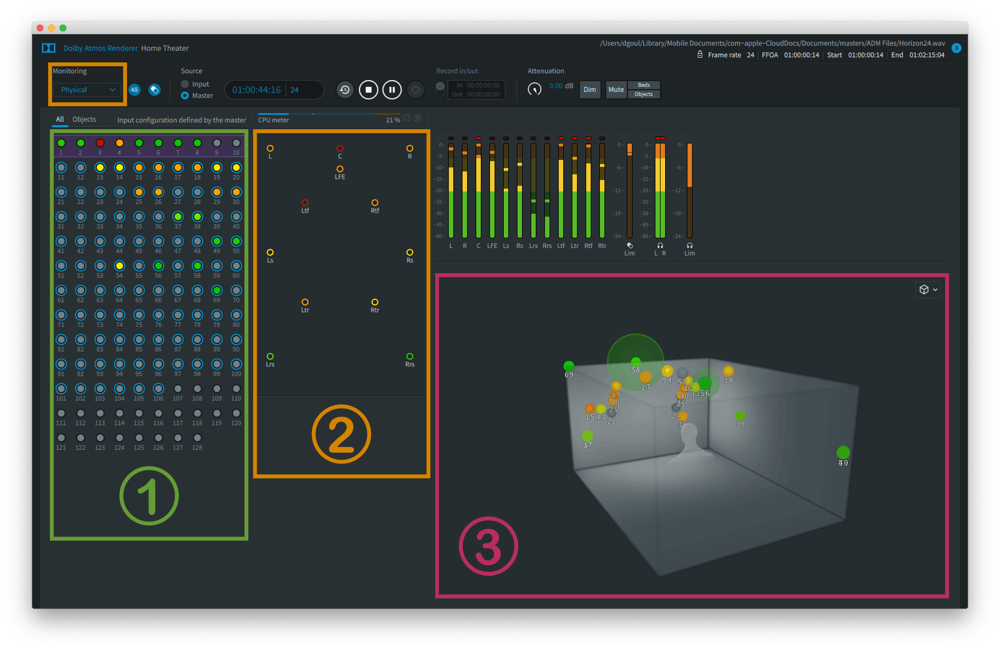 Dolby Atmos Renderer Home Theater
/Users/dgoul/Library/Mobile Documents/com~apple~CloudDocs/Documents/masters/ADM Files/Horizon24.wav
Frame rate 24 FFOA 01:00:00:14 Start 01:00:00:14 End 01:02:15:04
Monitoring Source Record in/out Attenuation
Physical 48
Input
Master
01:00:44:16 24
In 00:00:00:00
Out 00:00:00:00
0.00 dB Dim Mute Beds Objects
All Objects Input configuration defined by the master CPU meter 21 %
1 2 3 4 5 6 7 8 9 10
11 12 13 14 15 16 17 18 19 20
21 22 23 24 25 26 27 28 29 30
31 32 33 34 35 36 37 38 39 40
41 42 43 44 45 46 47 48 49 50
51 52 53 54 55 56 57 58 59 60
61 62 63 64 65 66 67 68 69 70
71 72 73 74 75 76 77 78 79 80
81 82 83 84 85 86 87 88 89 90
91 92 93 94 95 96 97 98 99 100
101 102 103 104 105 106 107 108 109 110
111 112 113 114 115 116 117 118 119 120
121 122 123 124 125 126 127 128
1
L C R
LFE
Ltf Rtf
Ls Rs
Ltr Rtr
Lrs Rrs
2
0 -5 -10 -15 -20 -25 -30 -45 -60
0 -6 -12 -18 -24
0 -5 -10 -15 -20 -25 -30 -45 -60
0 -6 -12 -18 -24
L R C LFE Ls Rs Lrs Rrs Ltf Ltr Rtf Rtr
Lim L R Lim
69 58 17 54 57 18
19 20 30 14 56
29 26
15 13 25 21 24 16 38
37
49
3